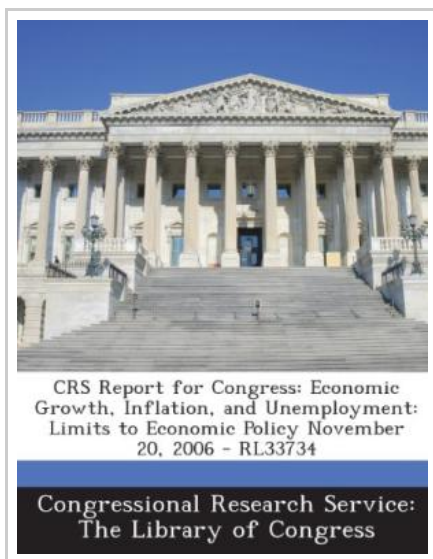 CRS Report for Congress: Economic
Growth, Inflation, and Unemployment:
Limits to Economic Policy November
20, 2006 - RL33734
Congressional Research Service:
The Library of Congress